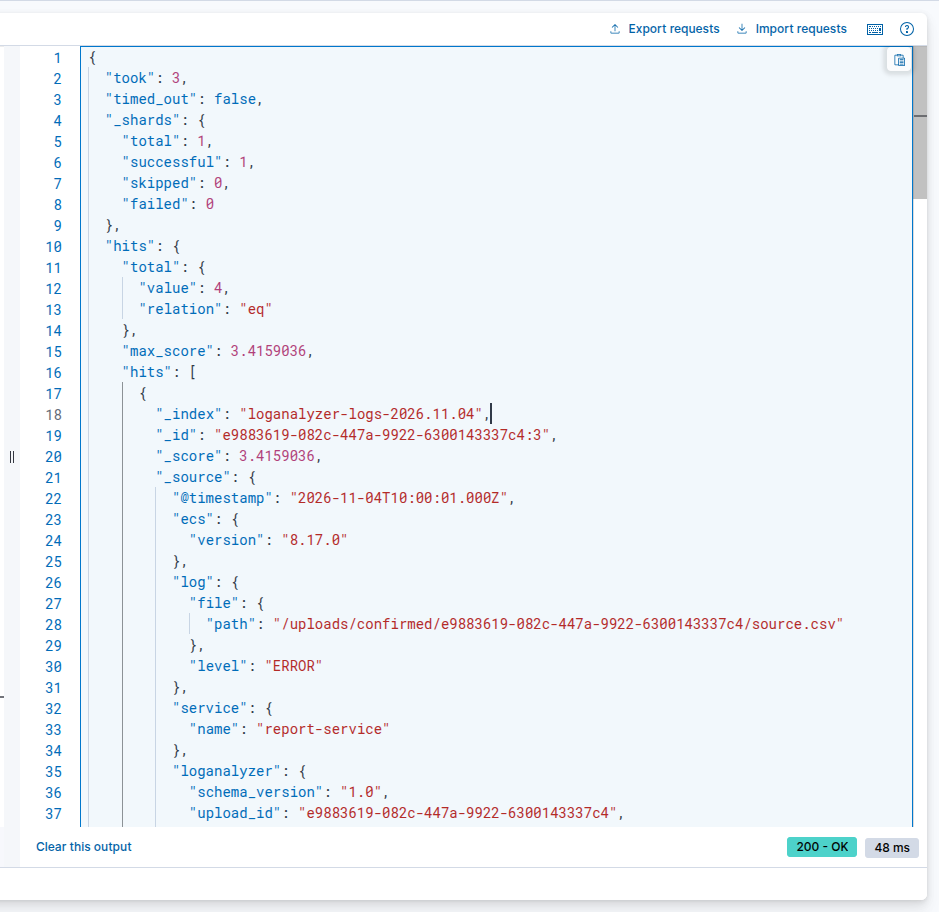 Export requests Import requests
1 {
2 "took": 3,
3 "timed_out": false,
4 "_shards": {
5 "total": 1,
6 "successful": 1,
7 "skipped": 0,
8 "failed": 0
9 },
10 "hits": {
11 "total": {
12 "value": 4,
13 "relation": "eq"
14 },
15 "max_score": 3.4159036,
16 "hits": [
17 {
18 "_index": "loganalyzer-logs-2026.11.04",
19 "_id": "e9883619-082c-447a-9922-6300143337c4:3",
20 "_score": 3.4159036,
21 "_source": {
22 "@timestamp": "2026-11-04T10:00:01.000Z",
23 "ecs": {
24 "version": "8.17.0"
25 },
26 "log": {
27 "file": {
28 "path": "/uploads/confirmed/e9883619-082c-447a-9922-6300143337c4/source.csv"
29 },
30 "level": "ERROR"
31 },
32 "service": {
33 "name": "report-service"
34 },
35 "loganalyzer": {
36 "schema_version": "1.0",
37 "upload_id": "e9883619-082c-447a-9922-6300143337c4",
Clear this output 200 - OK 48 ms